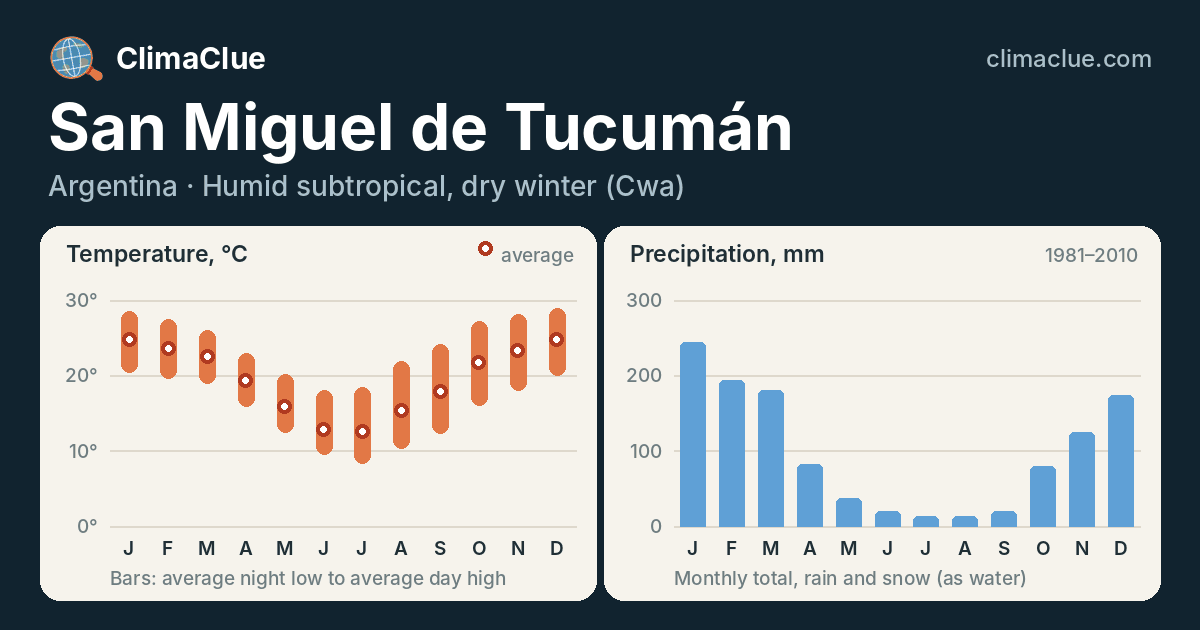 ClimaClue
climaclue.com
San Miguel de Tucumán
Argentina · Humid subtropical, dry winter (Cwa)
Temperature, °C
average
30°
20°
10°
0°
J F M A M J J A S O N D
Bars: average night low to average day high
Precipitation, mm
1981–2010
300
200
100
0
J F M A M J J A S O N D
Monthly total, rain and snow (as water)